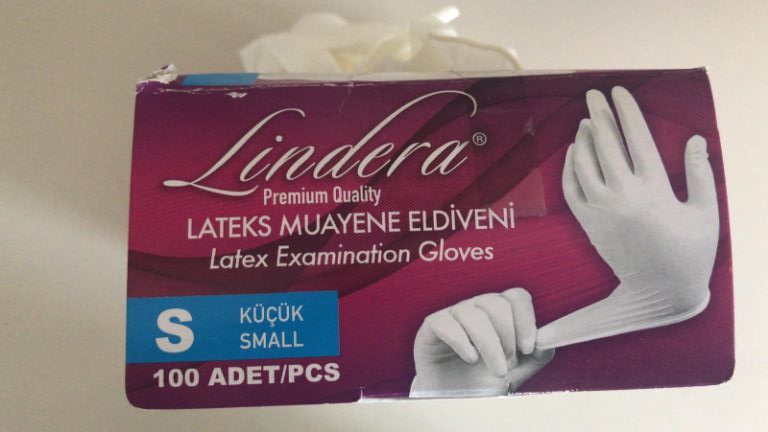 Lindera®
Premium Quality
LATEKS MUAYENE ELDİVENİ
Latex Examination Gloves
S
KÜÇÜK
SMALL
100 ADET/PCS